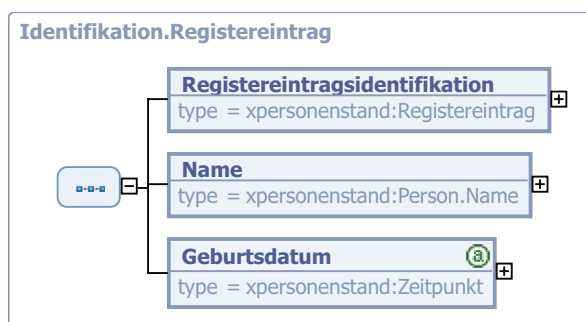 Identifikation.Registereintrag
Registereintragsidentifikation
type = xpersonenstand:Registereintrag
Name
type = xpersonenstand:Person.Name
Geburtsdatum @
type = xpersonenstand:Zeitpunkt